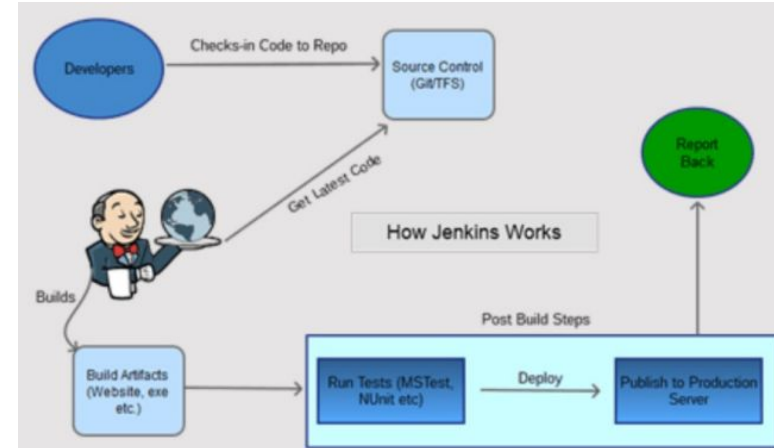 Checks-in Code to Repo
Developers
Source Control
(Git/TFS)
Report
Back
Get Latest Code
How Jenkins Works
Builds
Post Build Steps
Build Artifacts
(Website, exe
etc.)
Run Tests (MSTest,
NUnit etc)
Deploy
Publish to Production
Server